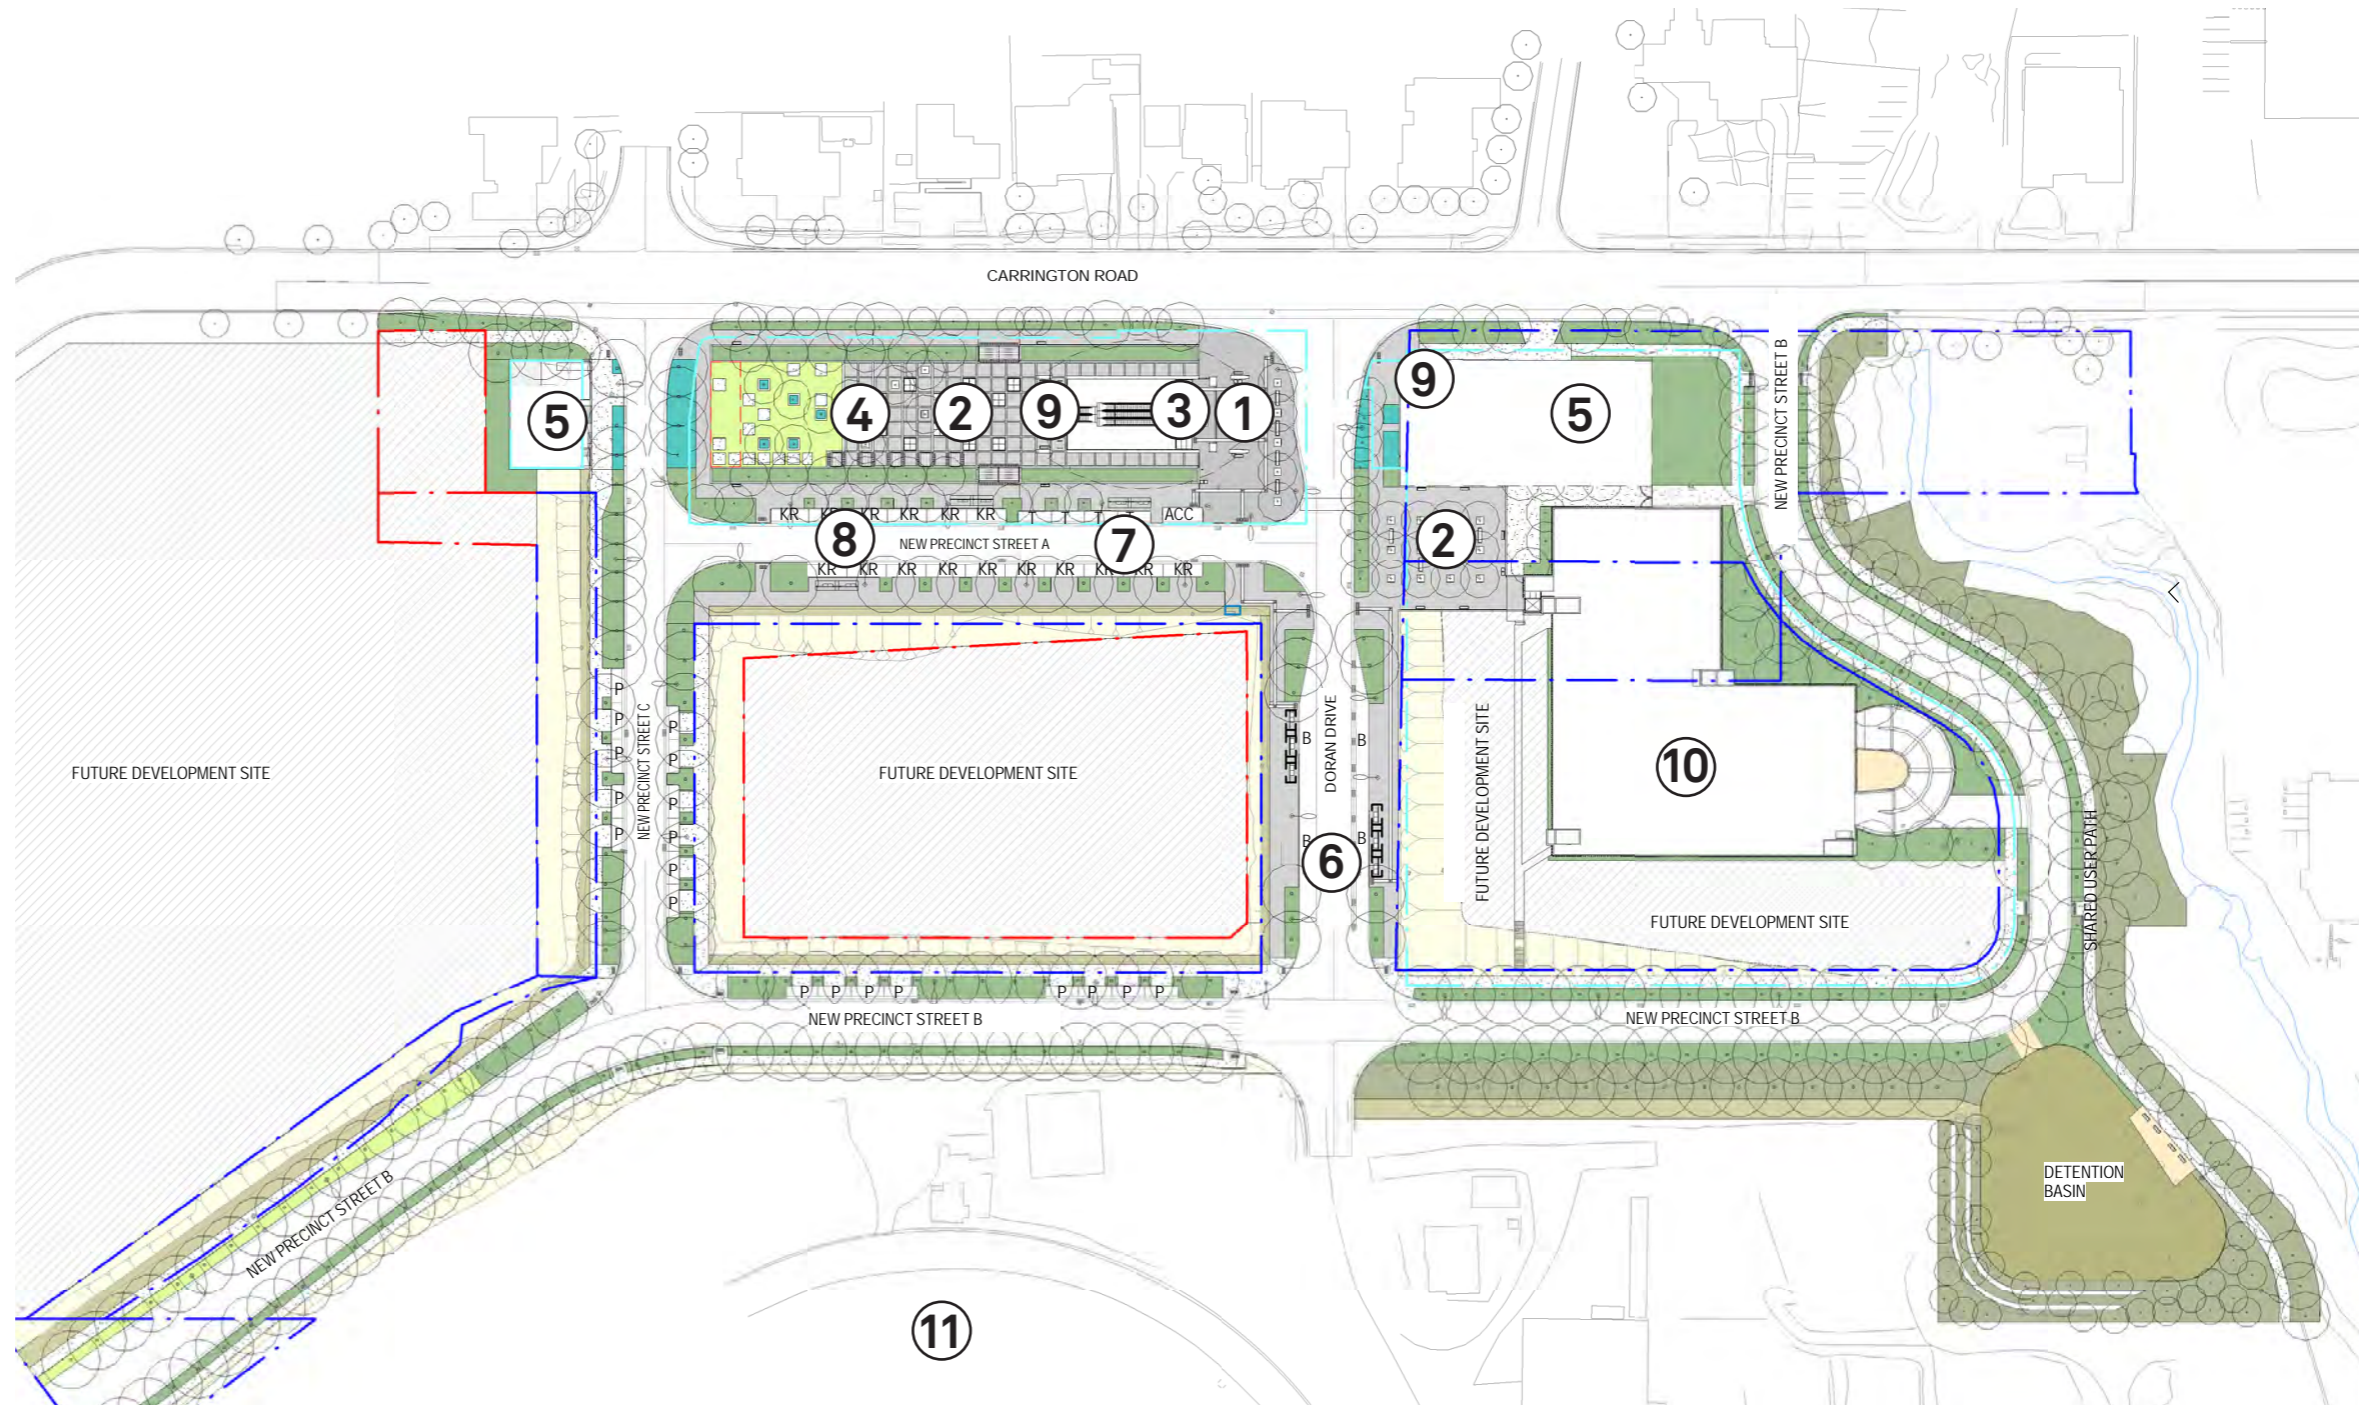 CARRINGTON ROAD
NEW PRECINCT STREET B
5
4
2
9
3
1
9
5
KR KR KR KR KR KR T T T T ACC
8
NEW PRECINCT STREET A
7
2
KR KR KR KR KR KR KR KR KR KR
P
P
P
P
P
NEW PRECINCT STREET C
P
P
P
P
P
P
FUTURE DEVELOPMENT SITE
FUTURE DEVELOPMENT SITE
B
B
DORAN DRIVE
B
B
6
FUTURE DEVELOPMENT SITE
10
FUTURE DEVELOPMENT SITE
SHARED USER PATH
P P P P
P P P P
NEW PRECINCT STREET B
NEW PRECINCT STREET B
NEW PRECINCT STREET B
DETENTION
BASIN
11